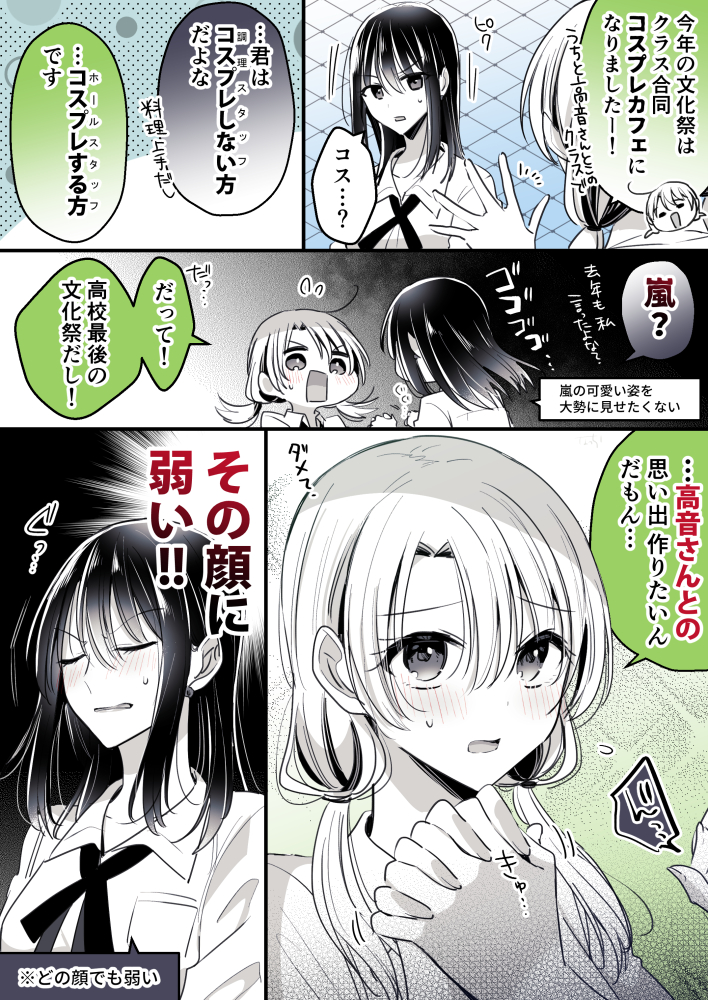 今年の文化祭は
クラス合同
コスプレカフェに
なりましたー！
うちと高音さんとこの
クラスで
ピク
コス…？
…君は
コスプレしない方
調理スタッフ
だよな
料理上手だし
…コスプレする方
ホールスタッフ
です
嵐？
去年も私
言ったよな？
ゴゴゴゴ…
嵐の可愛い姿を
大勢に見せたくない
だっ…
だって！
高校最後の
文化祭だし！
…高音さんとの
思い出作りたいん
だもん…
ダメ？
きゅ…
その顔に
弱い!!
くっ…
※どの顔でも弱い